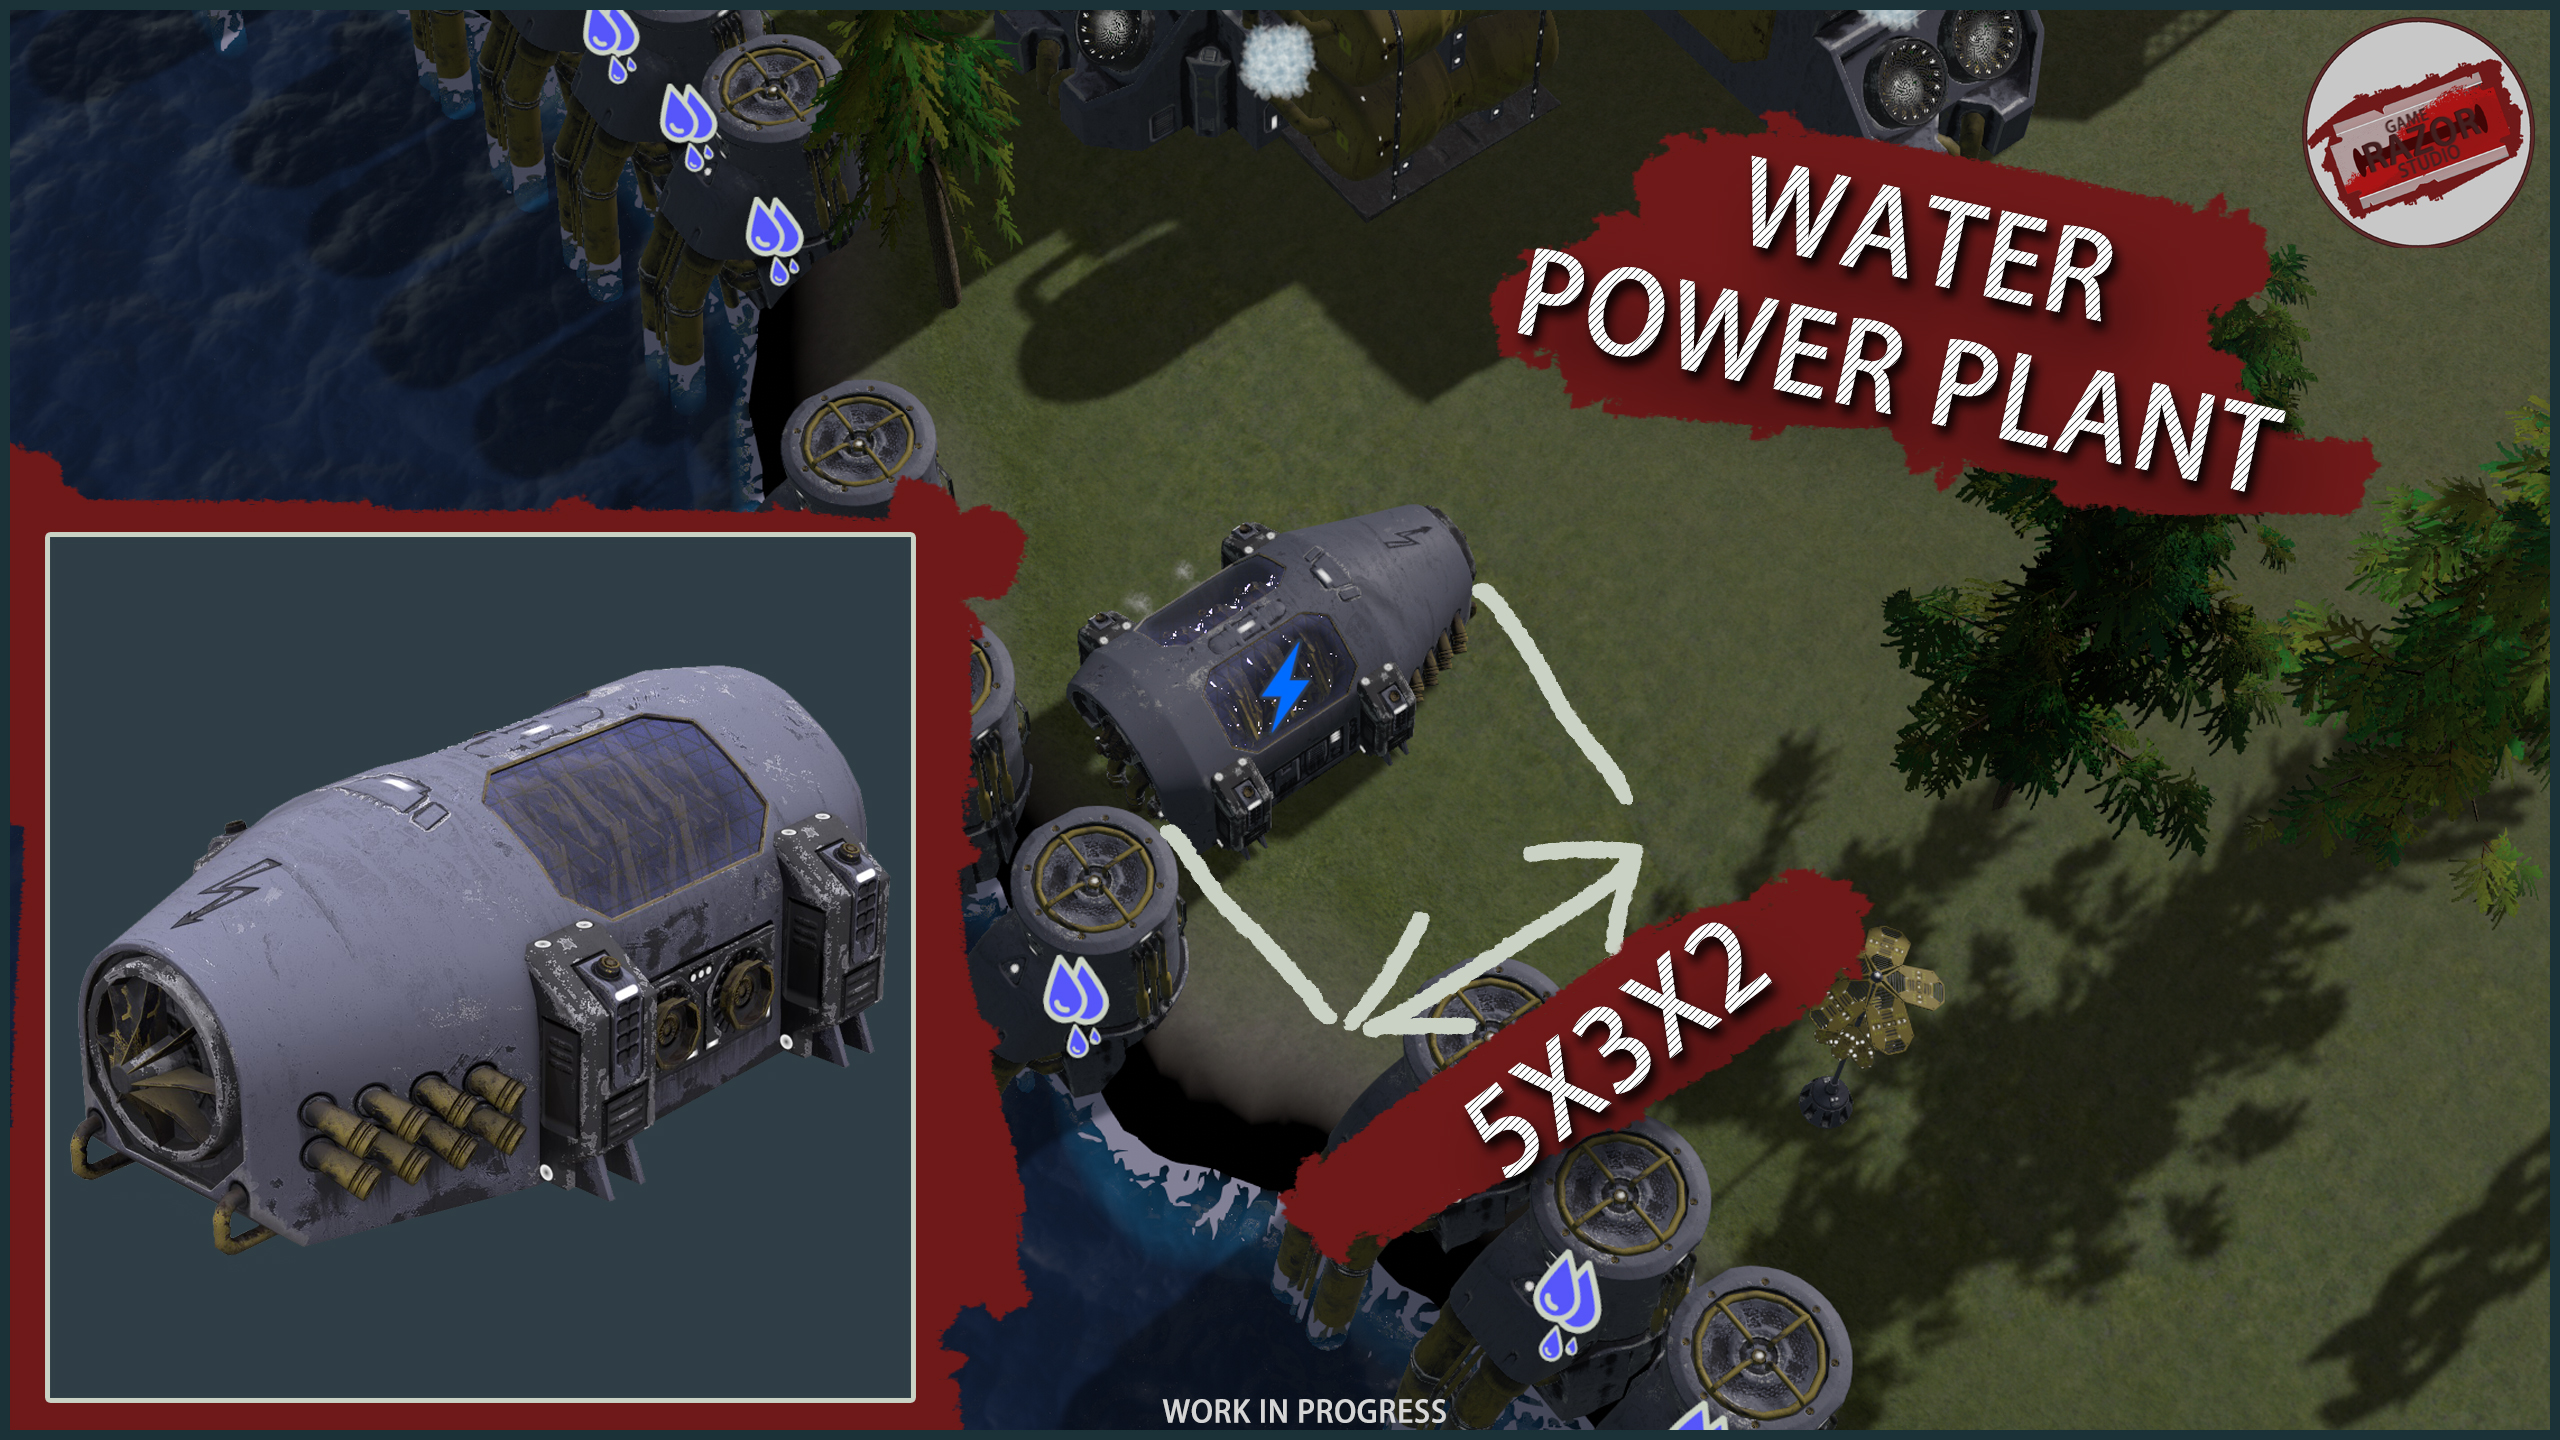 GAME
RAZOR
STUDIO
WATER
POWER PLANT
5X3X2
WORK IN PROGRESS